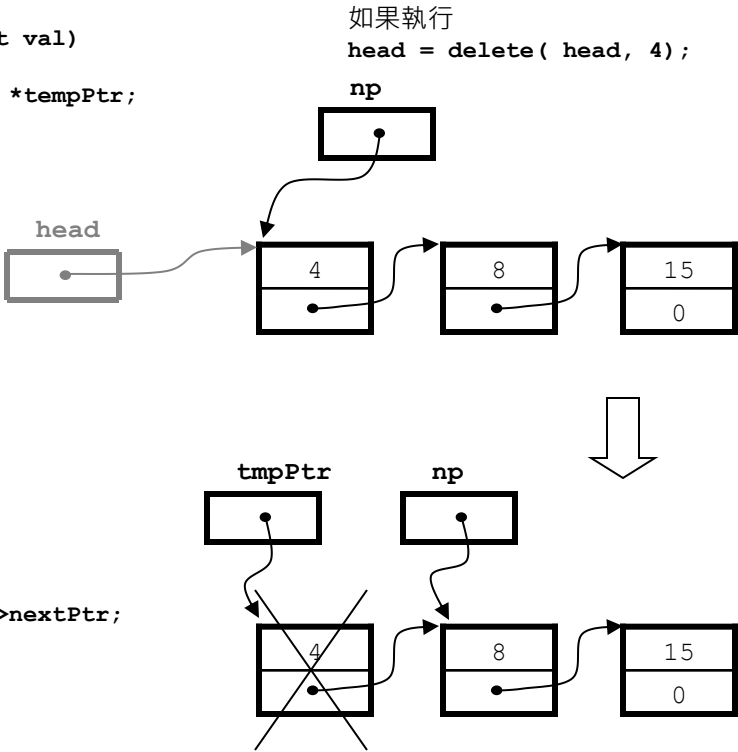 如果執行
t val)
head = delete( head, 4);
*tempPtr;
np
head
4
8
15
0
tmpPtr
np
>nextPtr;
4
8
15
0